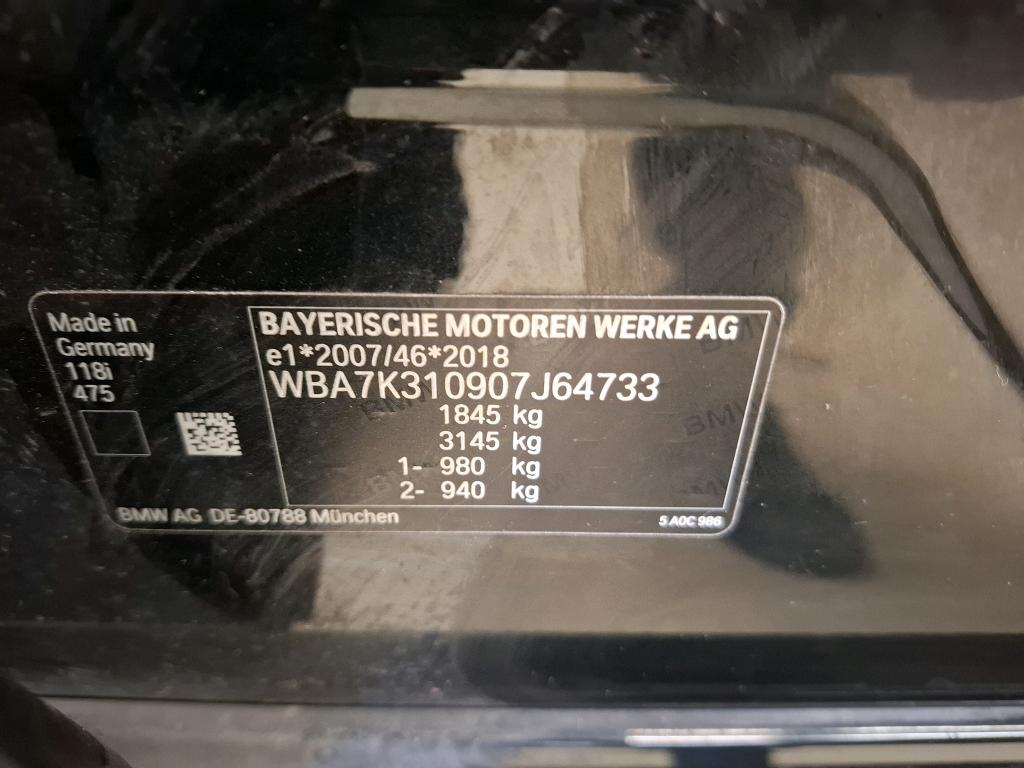 Made in
Germany
118i
475
BAYERISCHE MOTOREN WERKE AG
e1*2007/46*2018
WBA7K310907J64733
1845 kg
3145 kg
1- 980 kg
2- 940 kg
BMW AG DE-80788 München
5 A0C 986